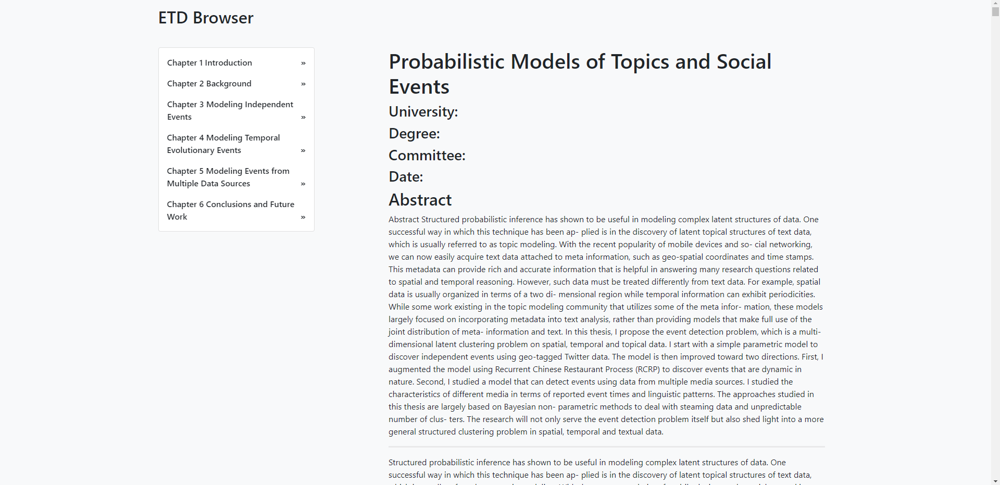 ETD Browser
Chapter 1 Introduction »
Chapter 2 Background »
Chapter 3 Modeling Independent
Events »
Chapter 4 Modeling Temporal
Evolutionary Events »
Chapter 5 Modeling Events from
Multiple Data Sources »
Chapter 6 Conclusions and Future
Work »
Probabilistic Models of Topics and Social
Events
University:
Degree:
Committee:
Date:
Abstract
Abstract Structured probabilistic inference has shown to be useful in modeling complex latent structures of data. One
successful way in which this technique has been ap- plied is in the discovery of latent topical structures of text data,
which is usually referred to as topic modeling. With the recent popularity of mobile devices and so- cial networking,
we can now easily acquire text data attached to meta information, such as geo-spatial coordinates and time stamps.
This metadata can provide rich and accurate information that is helpful in answering many research questions related
to spatial and temporal reasoning. However, such data must be treated differently from text data. For example, spatial
data is usually organized in terms of a two di- mensional region while temporal information can exhibit periodicities.
While some work existing in the topic modeling community that utilizes some of the meta infor- mation, these models
largely focused on incorporating metadata into text analysis, rather than providing models that make full use of the
joint distribution of meta- information and text. In this thesis, I propose the event detection problem, which is a multi-
dimensional latent clustering problem on spatial, temporal and topical data. I start with a simple parametric model to
discover independent events using geo-tagged Twitter data. The model is then improved toward two directions. First, I
augmented the model using Recurrent Chinese Restaurant Process (RCRP) to discover events that are dynamic in
nature. Second, I studied a model that can detect events using data from multiple media sources. I studied the
characteristics of different media in terms of reported event times and linguistic patterns. The approaches studied in
this thesis are largely based on Bayesian non- parametric methods to deal with steaming data and unpredictable
number of clus- ters. The research will not only serve the event detection problem itself but also shed light into a more
general structured clustering problem in spatial, temporal and textual data.
Structured probabilistic inference has shown to be useful in modeling complex latent structures of data. One
successful way in which this technique has been ap- plied is in the discovery of latent topical structures of text data,